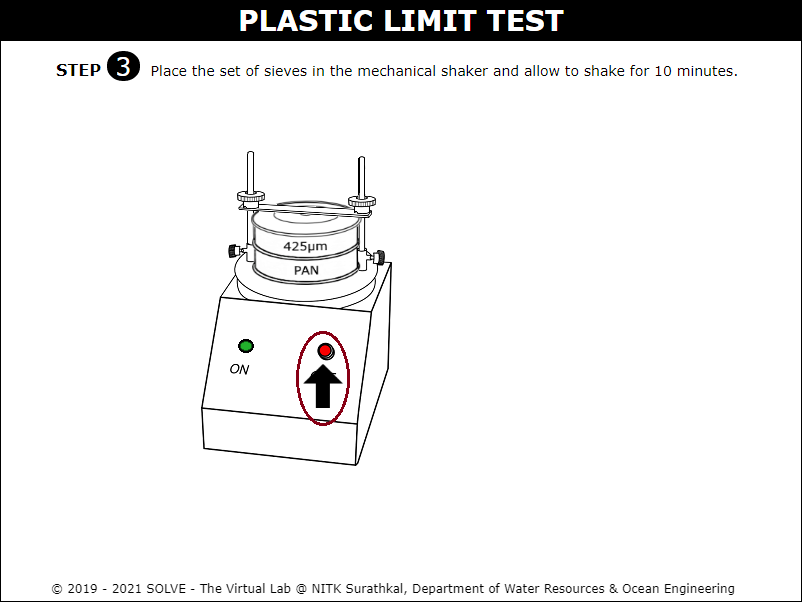 PLASTIC LIMIT TEST
STEP 3 Place the set of sieves in the mechanical shaker and allow to shake for 10 minutes.
425µm
PAN
ON
© 2019 - 2021 SOLVE - The Virtual Lab @ NITK Surathkal, Department of Water Resources & Ocean Engineering